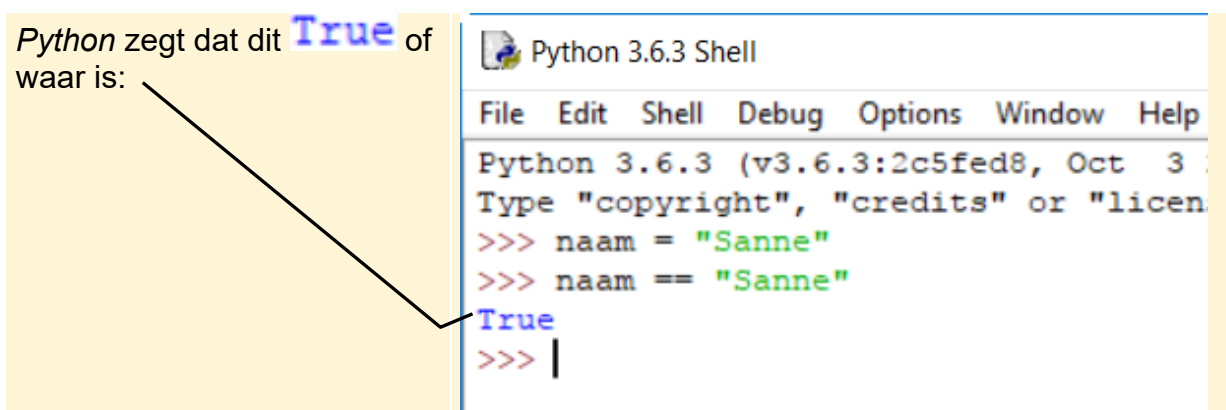 Python zegt dat dit True of
waar is:
Python 3.6.3 Shell
File Edit Shell Debug Options Window Help
Python 3.6.3 (v3.6.3:2c5fed8, Oct 3
Type "copyright", "credits" or "licen
>>> naam = "Sanne"
>>> naam == "Sanne"
True
>>>